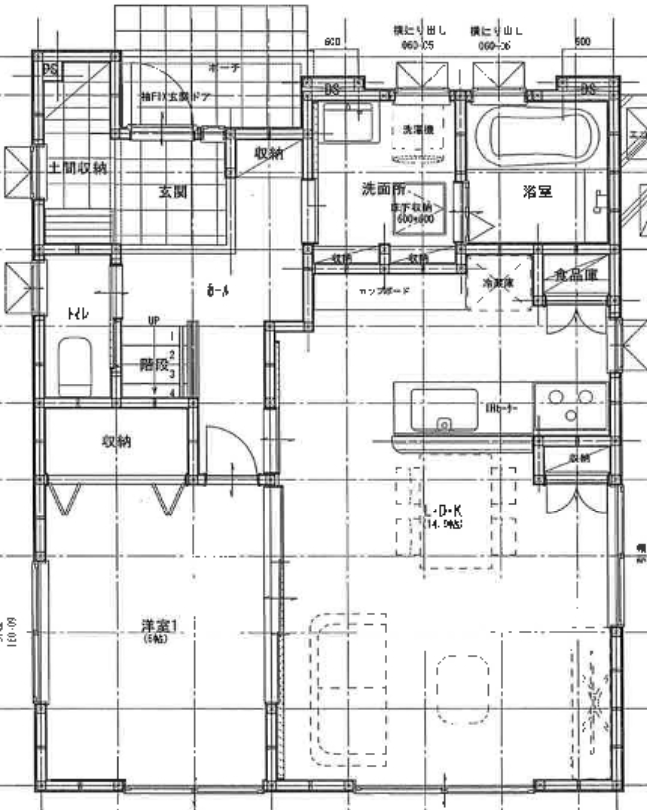 横辷り出し
060-05
横辷り出し
060-06
600
600
PS
ポーチ
DS
DS
袖FIX玄関ドア
洗濯機
収納
土間収納
玄関
洗面所
浴室
床下収納
600×600
収納
収納
食品庫
冷蔵庫
ホール
カップボード
トイレ
UP
1
2
階段
3
4
IHヒーター
収納
収納
L・D・K
(14.9帖)
洋室1
(6帖)
160-09